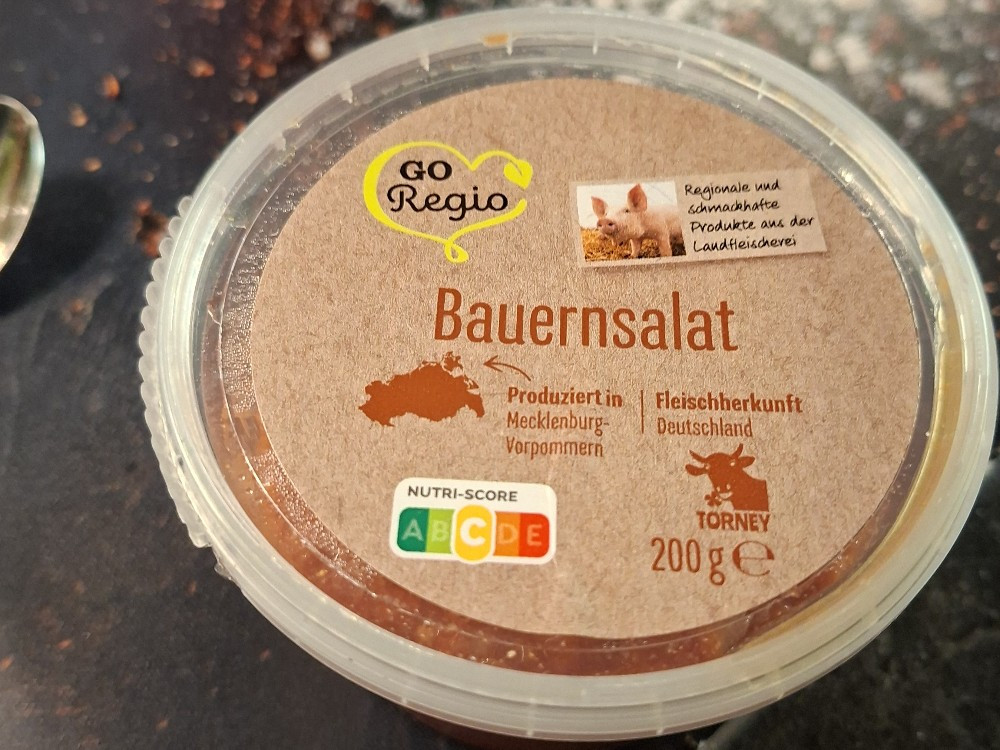 GO
Regio
Regionale und
schmackhafte
Produkte aus der
Landfleischerei
Bauernsalat
Produziert in
Mecklenburg-
Vorpommern
Fleischherkunft
Deutschland
TORNEY
NUTRI-SCORE
A B C D E
200 g ℮